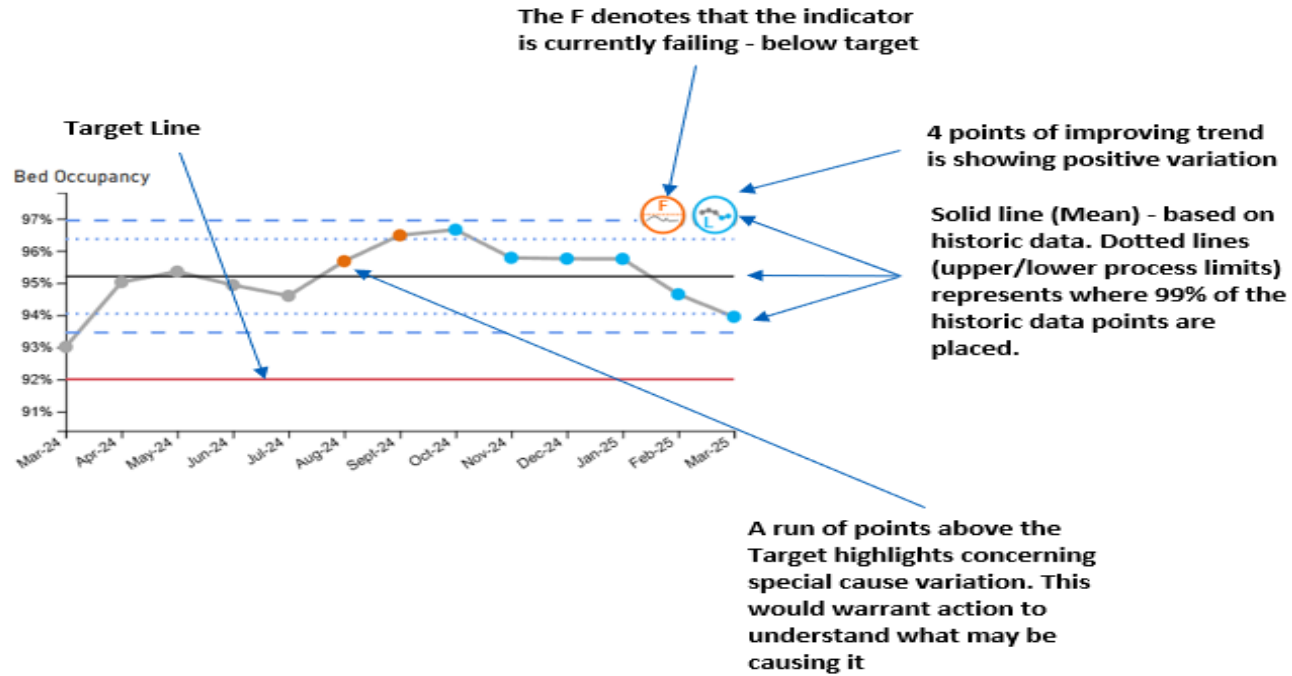 The F denotes that the indicator
is currently failing - below target
Target Line
4 points of improving trend
is showing positive variation
Bed Occupancy
Solid line (Mean) - based on
historic data. Dotted lines
(upper/lower process limits)
represents where 99% of the
historic data points are
placed.
F
L
97%
96%
95%
94%
93%
92%
91%
Mar-24
Apr-24
May-24
Jun-24
Jul-24
Aug-24
Sept-24
Oct-24
Nov-24
Dec-24
Jan-25
Feb-25
Mar-25
A run of points above the
Target highlights concerning
special cause variation. This
would warrant action to
understand what may be
causing it